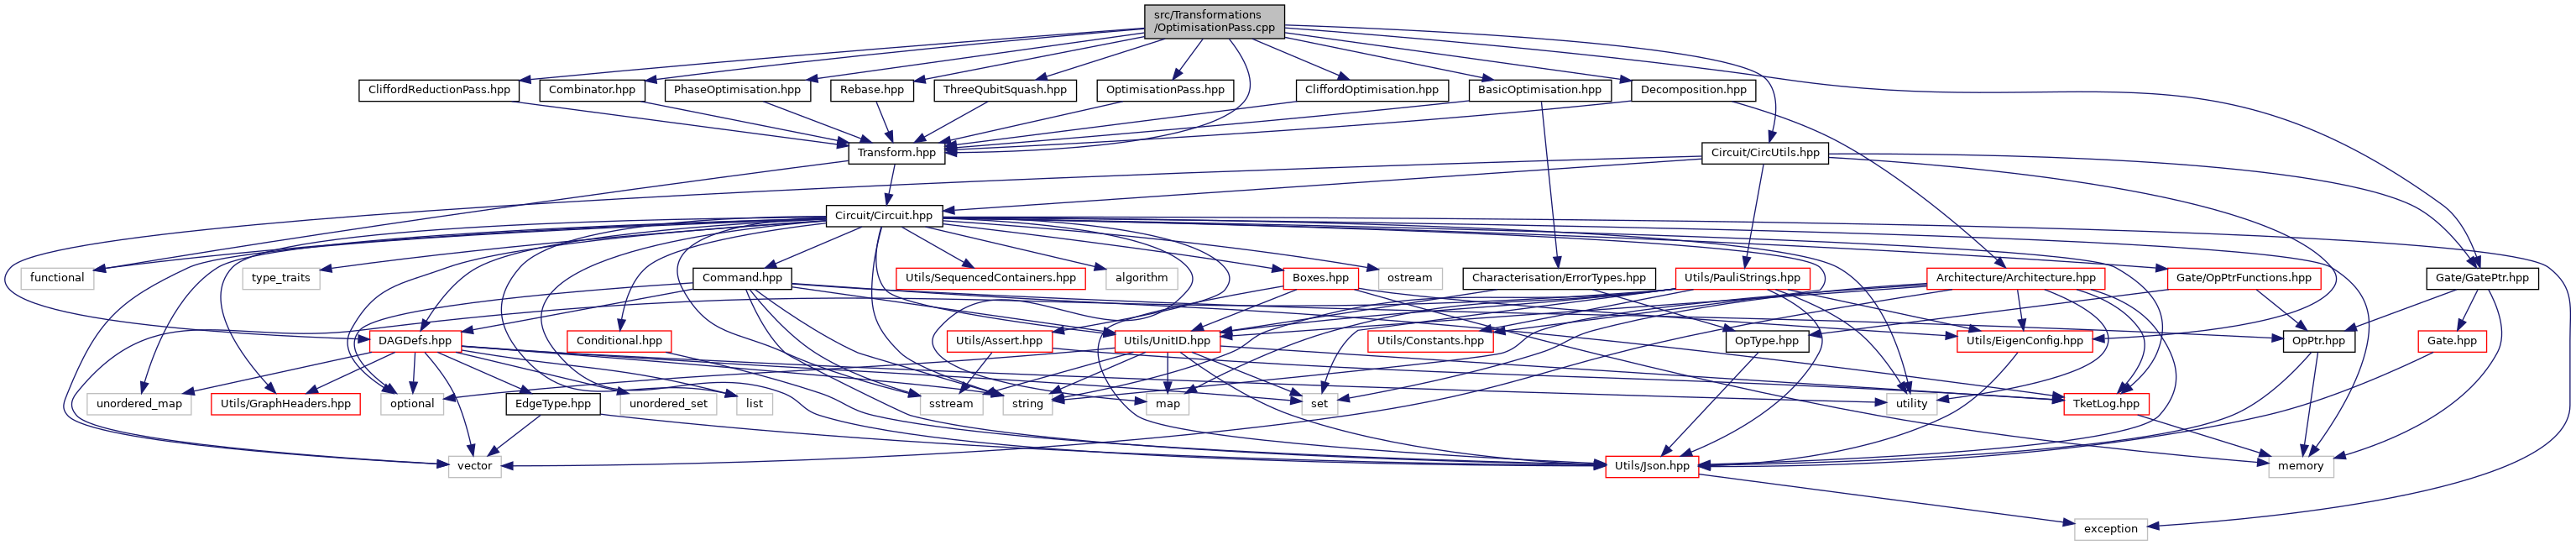 src/Transformations
/OptimisationPass.cpp
CliffordReductionPass.hpp
Combinator.hpp
PhaseOptimisation.hpp
Rebase.hpp
ThreeQubitSquash.hpp
OptimisationPass.hpp
CliffordOptimisation.hpp
BasicOptimisation.hpp
Decomposition.hpp
Transform.hpp
Circuit/CircUtils.hpp
Circuit/Circuit.hpp
functional
type_traits
Command.hpp
Utils/SequencedContainers.hpp
algorithm
Boxes.hpp
ostream
Characterisation/ErrorTypes.hpp
Utils/PauliStrings.hpp
Architecture/Architecture.hpp
Gate/OpPtrFunctions.hpp
Gate/GatePtr.hpp
DAGDefs.hpp
Conditional.hpp
Utils/Assert.hpp
Utils/UnitID.hpp
Utils/Constants.hpp
OpType.hpp
Utils/EigenConfig.hpp
OpPtr.hpp
Gate.hpp
unordered_map
Utils/GraphHeaders.hpp
optional
EdgeType.hpp
unordered_set
list
sstream
string
map
set
utility
TketLog.hpp
vector
Utils/Json.hpp
memory
exception